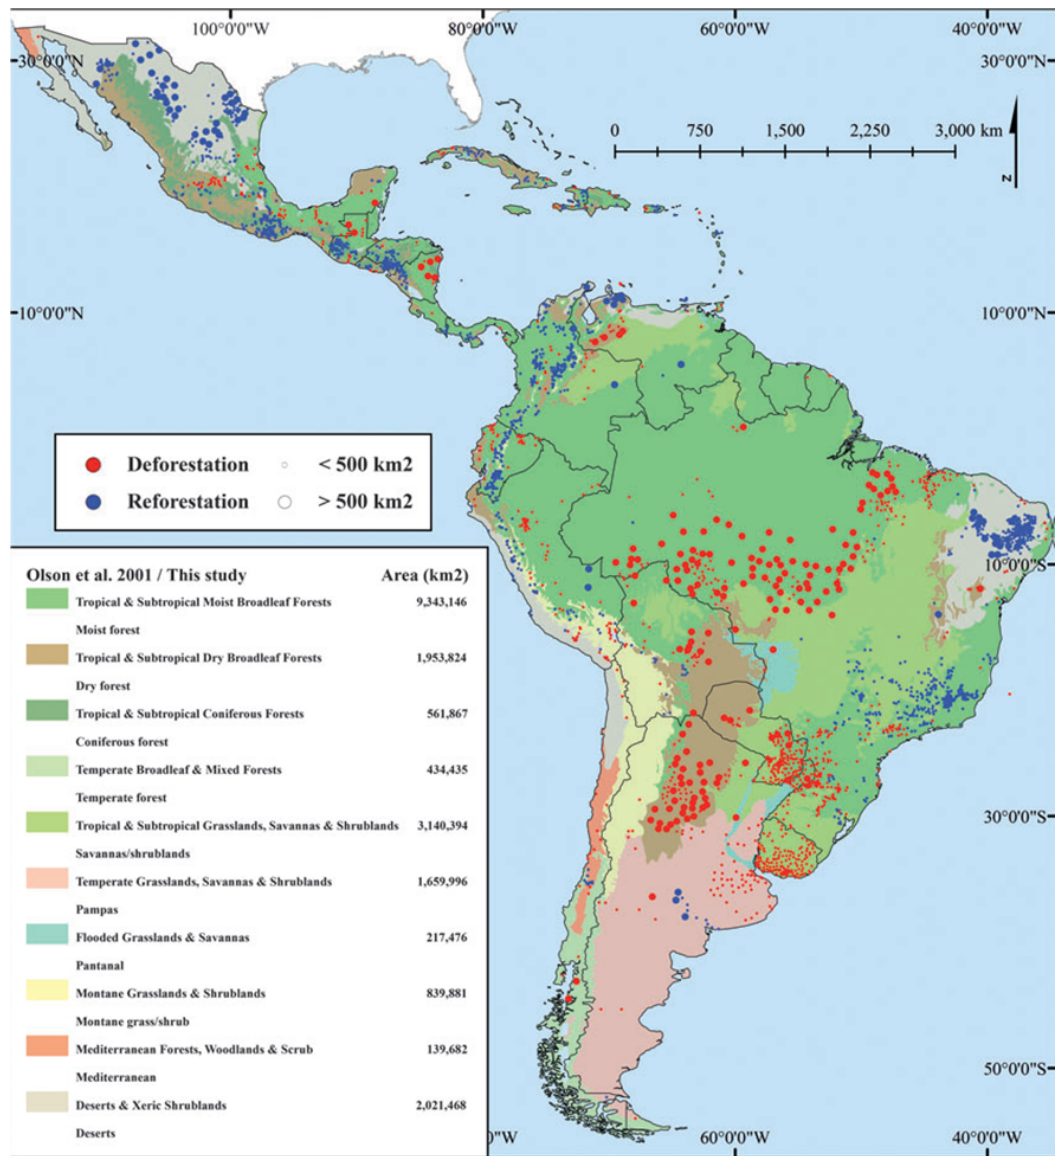 100°0'0"W 80°0'0"W 60°0'0"W 40°0'0"W
30°0'0"N 30°0'0"N
0 750 1,500 2,250 3,000 km
N
10°0'0"N 10°0'0"N
Deforestation < 500 km2
Reforestation > 500 km2
10°0'0"S
Olson et al. 2001 / This study Area (km2)
Tropical & Subtropical Moist Broadleaf Forests 9,343,146
Moist forest
Tropical & Subtropical Dry Broadleaf Forests 1,953,824
Dry forest
Tropical & Subtropical Coniferous Forests 561,867
Coniferous forest
Temperate Broadleaf & Mixed Forests 434,435
Temperate forest
Tropical & Subtropical Grasslands, Savannas & Shrublands 3,140,394
Savannas/shrublands
Temperate Grasslands, Savannas & Shrublands 1,659,996
Pampas
Flooded Grasslands & Savannas 217,476
Pantanal
Montane Grasslands & Shrublands 839,881
Montane grass/shrub
Mediterranean Forests, Woodlands & Scrub 139,682
Mediterranean
Deserts & Xeric Shrublands 2,021,468
Deserts
30°0'0"S
50°0'0"S
0°0'0"W 60°0'0"W 40°0'0"W